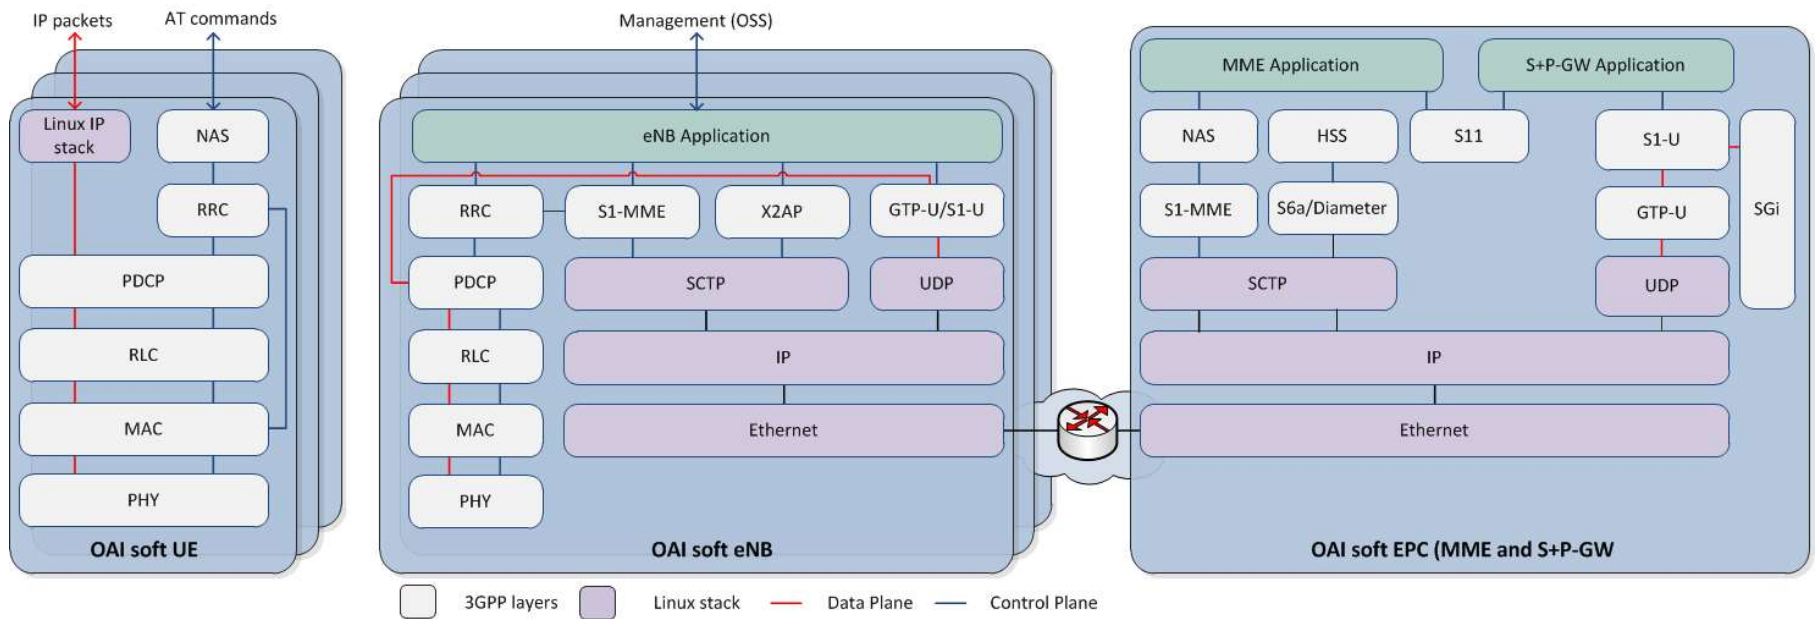 IP packets
AT commands
Management (OSS)
Linux IP
stack
NAS
RRC
PDCP
RLC
MAC
PHY
OAI soft UE
eNB Application
RRC
S1-MME
X2AP
GTP-U/S1-U
PDCP
SCTP
UDP
RLC
IP
MAC
Ethernet
PHY
OAI soft eNB
MME Application
S+P-GW Application
NAS
HSS
S11
S1-U
SGi
S1-MME
S6a/Diameter
GTP-U
SCTP
UDP
IP
Ethernet
OAI soft EPC (MME and S+P-GW
3GPP layers
Linux stack
Data Plane
Control Plane